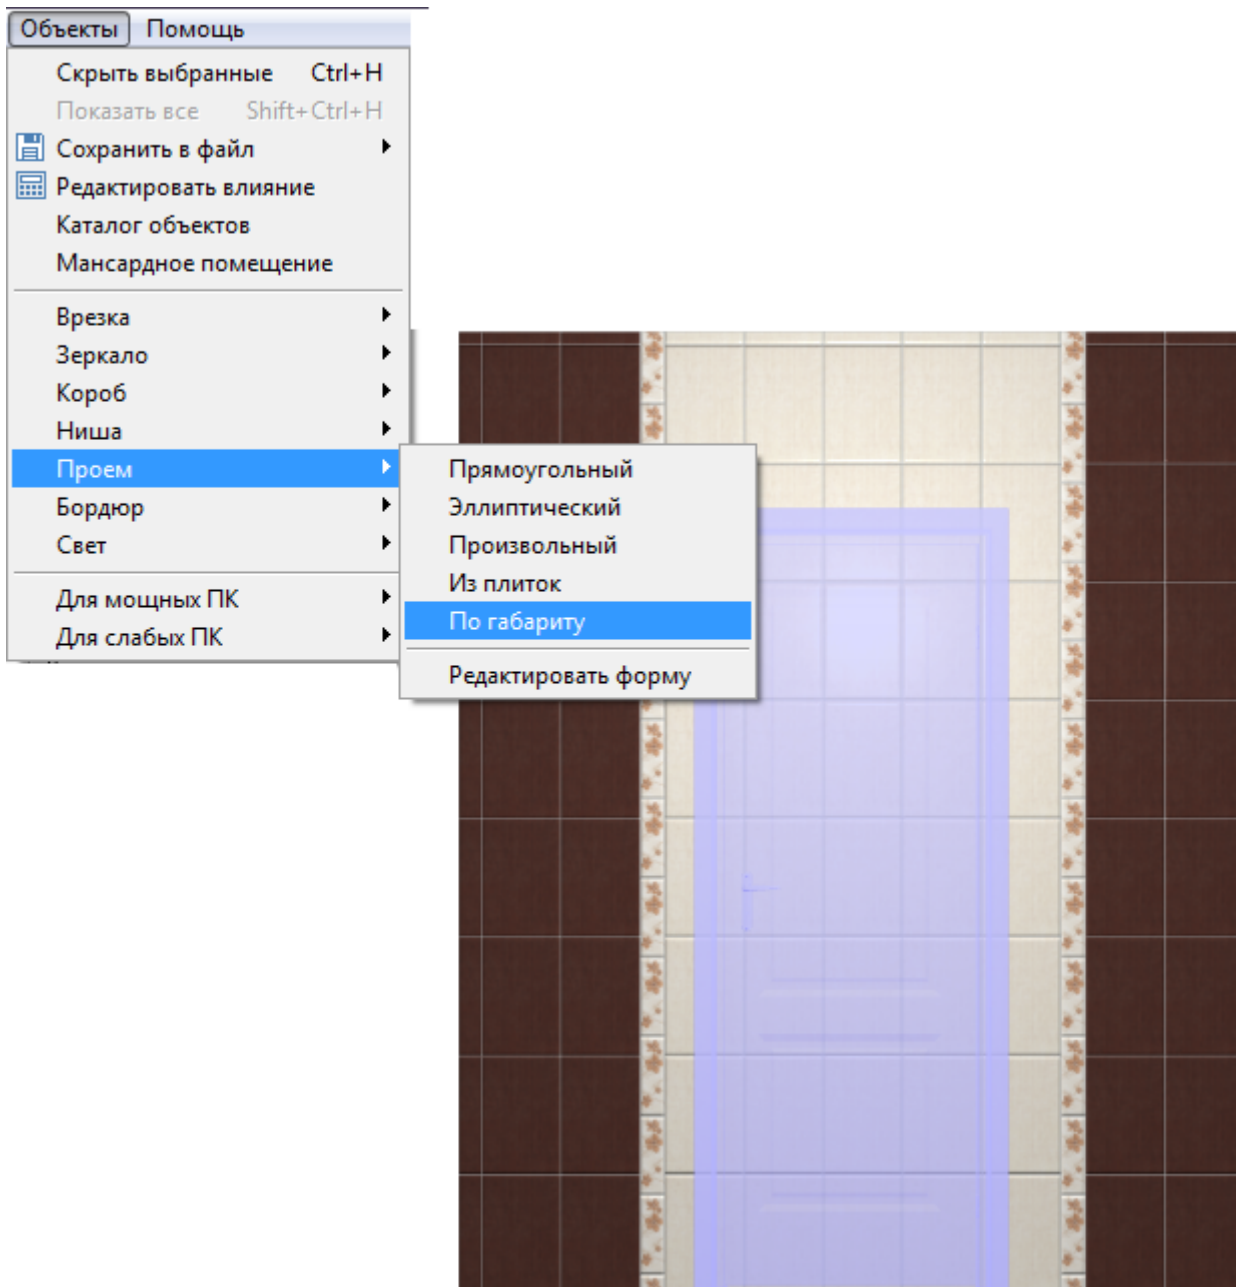 Объекты Помощь
Скрыть выбранные Ctrl+H
Показать все Shift+Ctrl+H
Сохранить в файл
Редактировать влияние
Каталог объектов
Мансардное помещение
Врезка
Зеркало
Короб
Ниша
Проем
Бордюр
Свет
Для мощных ПК
Для слабых ПК
Прямоугольный
Эллиптический
Произвольный
Из плиток
По габариту
Редактировать форму